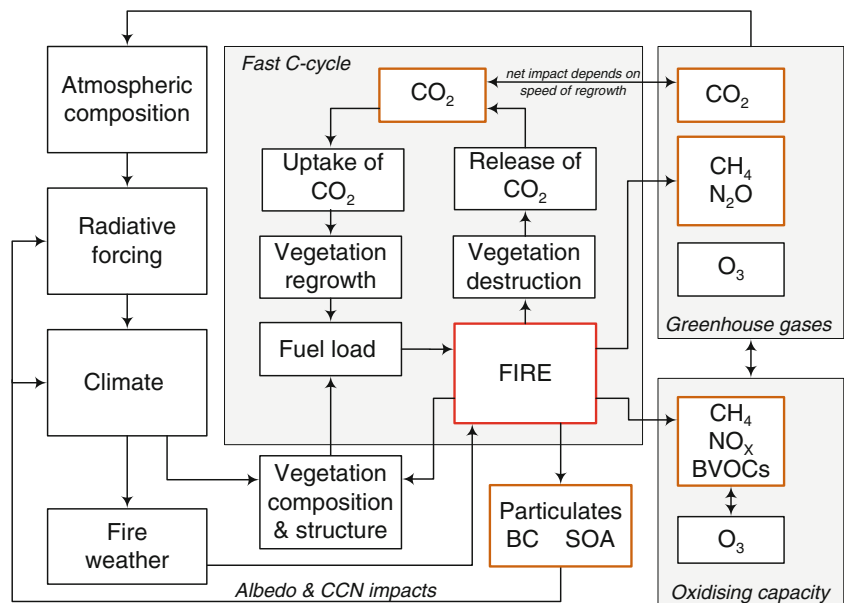 Atmospheric
composition
Radiative
forcing
Climate
Fire
weather
Fast C-cycle
CO₂
net impact depends on
speed of regrowth
Uptake of
CO₂
Release of
CO₂
Vegetation
regrowth
Vegetation
destruction
Fuel load
FIRE
Vegetation
composition
& structure
Particulates
BC SOA
Albedo & CCN impacts
CO₂
CH₄
N₂O
O₃
Greenhouse gases
CH₄
NOₓ
BVOCs
O₃
Oxidising capacity